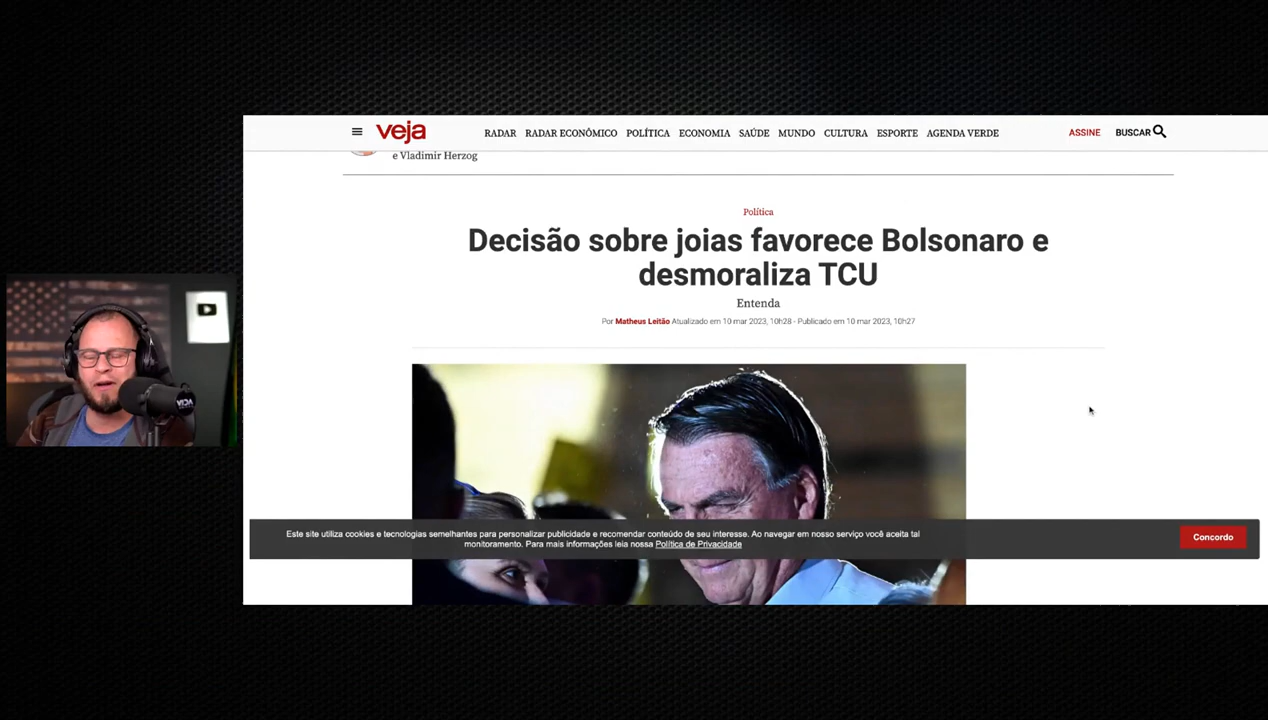 veja
RADAR RADAR ECONÔMICO POLÍTICA ECONOMIA SAÚDE MUNDO CULTURA ESPORTE AGENDA VERDE
ASSINE BUSCAR
e Vladimir Herzog
Política
Decisão sobre joias favorece Bolsonaro e
desmoraliza TCU
Entenda
Por Matheus Leitão Atualizado em 10 mar 2023, 10h28 - Publicado em 10 mar 2023, 10h27
VIDA
Este site utiliza cookies e tecnologias semelhantes para personalizar publicidade e recomendar conteúdo de seu interesse. Ao navegar em nosso serviço você aceita tal
monitoramento. Para mais informações leia nossa Política de Privacidade
Concordo